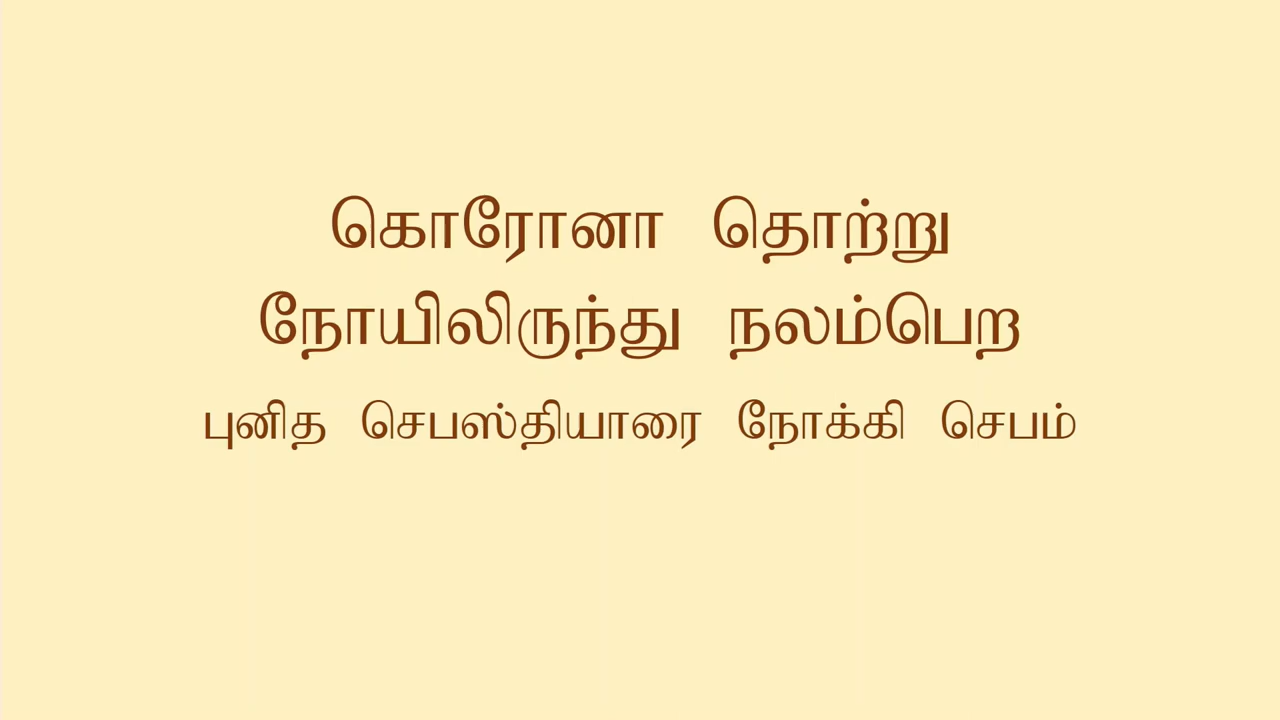 கொரோனா தொற்று
நோயிலிருந்து நலம்பெற
புனித செபஸ்தியாரை நோக்கி செபம்